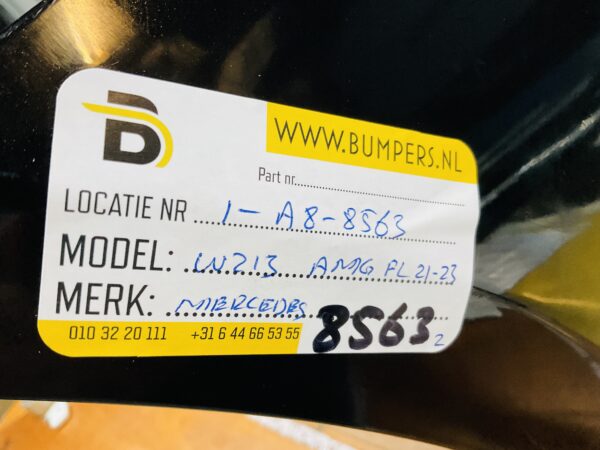 B
WWW.BUMPERS.NL
Part nr.
LOCATIE NR 1-A8-8563
MODEL: W213 AMG FL 21-23
MERK: MERCEDES
010 32 20 111 +31 6 44 66 53 55 8563 2